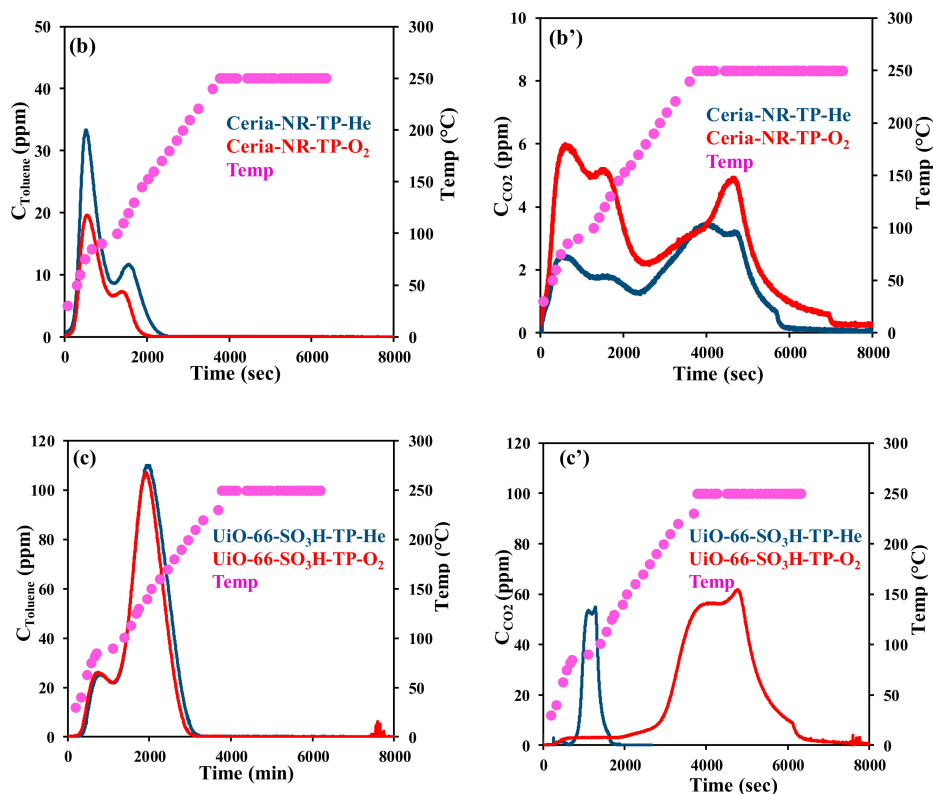 (b)
C_Toluene (ppm)
50
40
30
20
10
0
0
2000
4000
6000
8000
Time (sec)
300
250
200
150
100
50
0
Temp (°C)
Ceria-NR-TP-He
Ceria-NR-TP-O₂
Temp
(b’)
C_CO2 (ppm)
10
8
6
4
2
0
0
2000
4000
6000
8000
Time (sec)
300
250
200
150
100
50
0
Temp (°C)
Ceria-NR-TP-He
Ceria-NR-TP-O₂
Temp
(c)
C_Toluene (ppm)
120
100
80
60
40
20
0
0
2000
4000
6000
8000
Time (min)
300
250
200
150
100
50
0
Temp (°C)
UiO-66-SO₃H-TP-He
UiO-66-SO₃H-TP-O₂
Temp
(c’)
C_CO2 (ppm)
120
100
80
60
40
20
0
0
2000
4000
6000
8000
Time (sec)
300
250
200
150
100
50
0
Temp (°C)
UiO-66-SO₃H-TP-He
UiO-66-SO₃H-TP-O₂
Temp